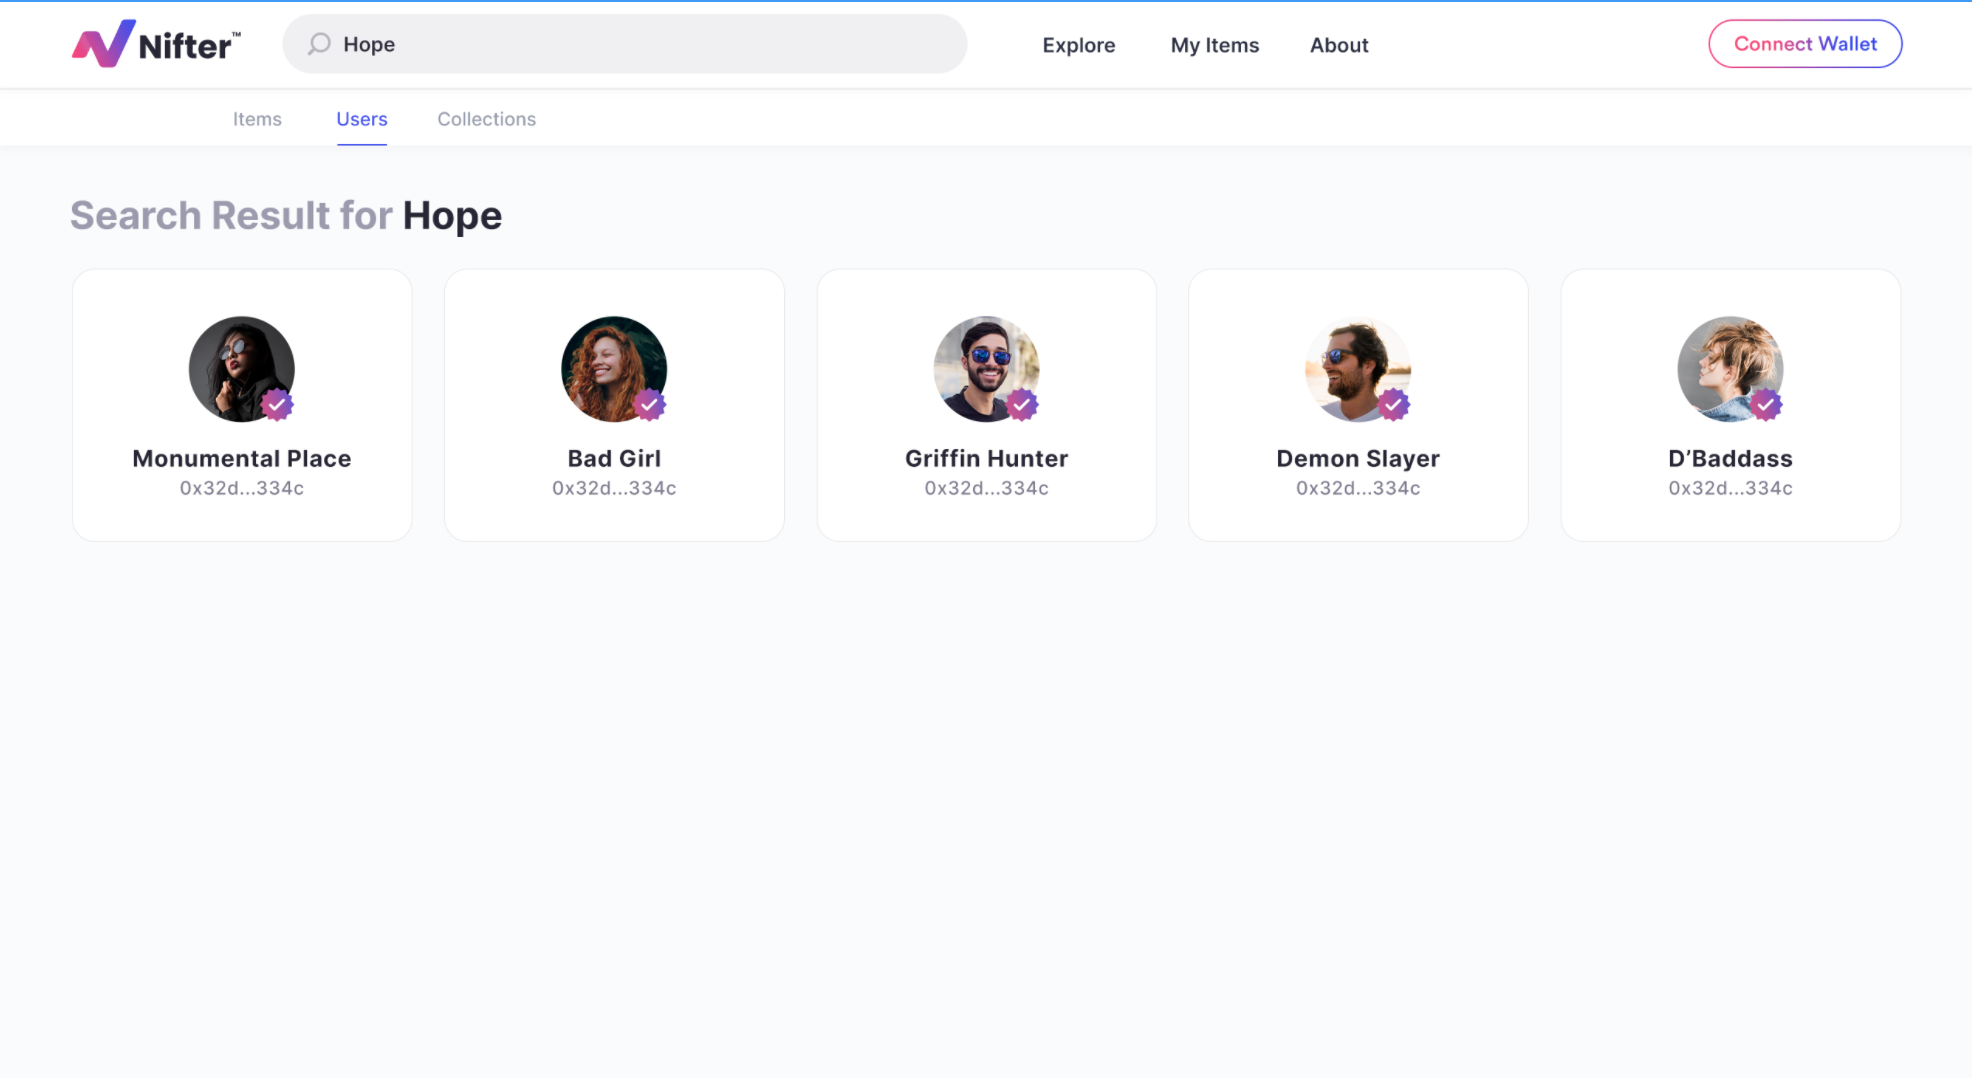 Nifter™
Hope
Explore
My Items
About
Connect Wallet
Items
Users
Collections
Search Result for Hope
Monumental Place
0x32d...334c
Bad Girl
0x32d...334c
Griffin Hunter
0x32d...334c
Demon Slayer
0x32d...334c
D’Baddass
0x32d...334c